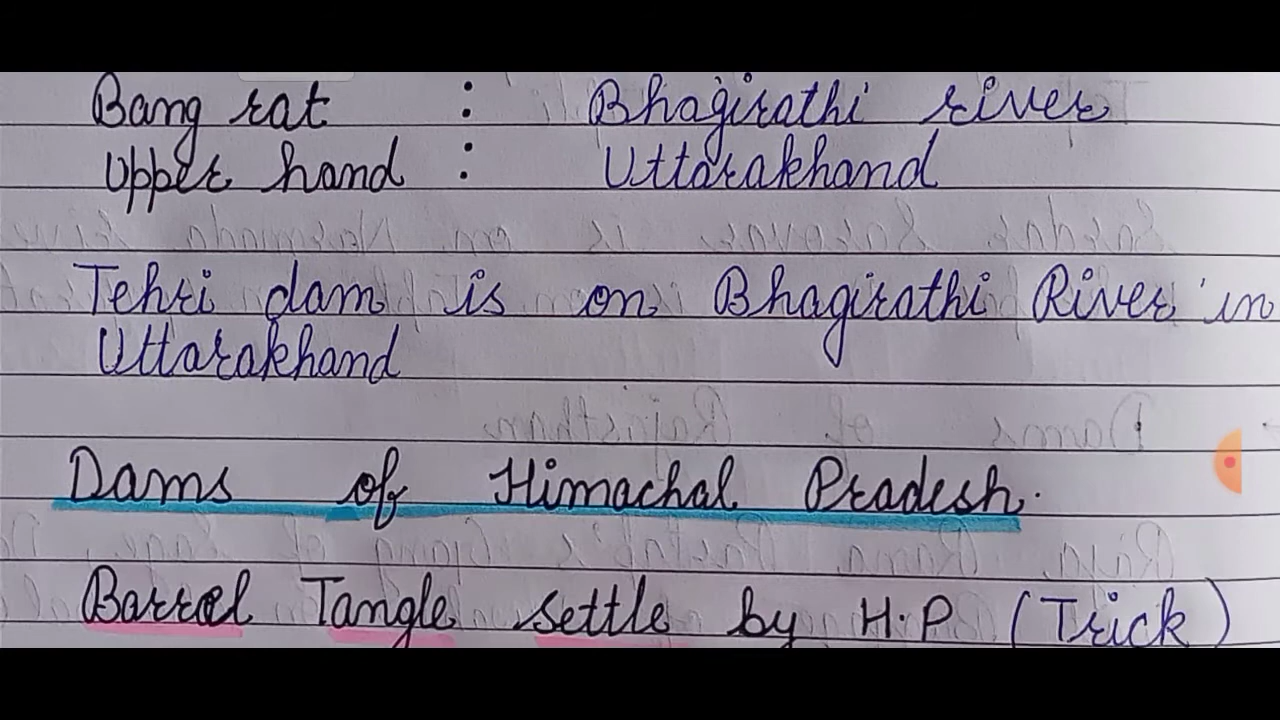 Bang rat : Bhagirathi river
Upper hand : Uttarakhand
Tehri dam is on Bhagirathi River in
Uttarakhand
Dams of Himachal Pradesh.
Barrel Tangle settle by H.P (Trick)